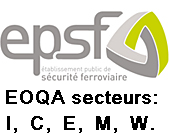 epsf
établissement public de
sécurité ferroviaire
EOQA secteurs:
I, C, E, M, W.